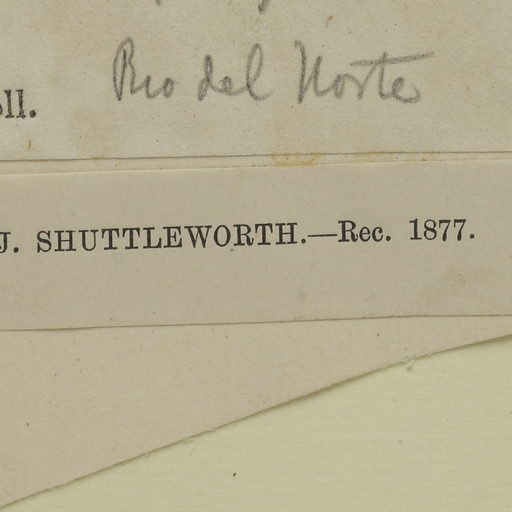 Rio del Norte
oll.
J. SHUTTLEWORTH.—Rec. 1877.